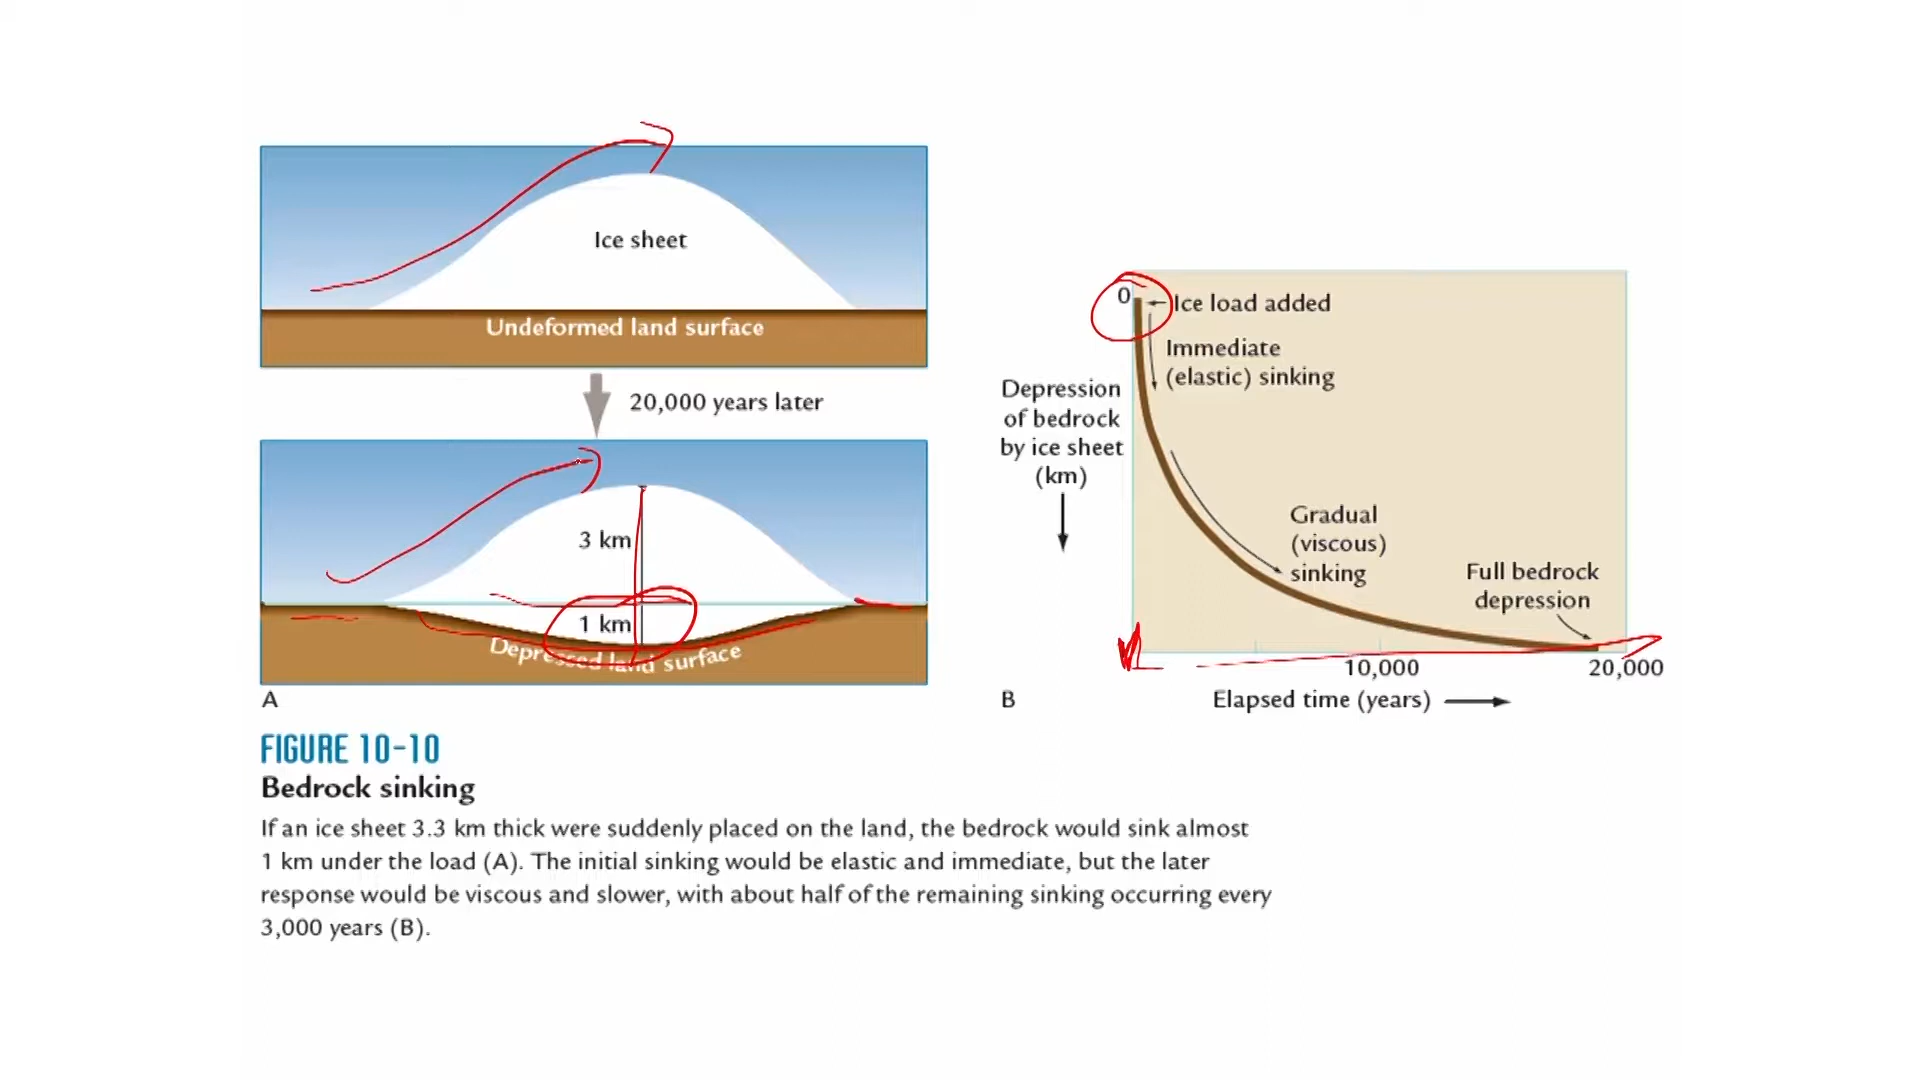 Ice sheet
Undeformed land surface
20,000 years later
3 km
1 km
Depressed land surface
A
0
Ice load added
Immediate
(elastic) sinking
Depression
of bedrock
by ice sheet
(km)
Gradual
(viscous)
sinking
Full bedrock
depression
10,000
20,000
B
Elapsed time (years)
FIGURE 10-10
Bedrock sinking
If an ice sheet 3.3 km thick were suddenly placed on the land, the bedrock would sink almost
1 km under the load (A). The initial sinking would be elastic and immediate, but the later
response would be viscous and slower, with about half of the remaining sinking occurring every
3,000 years (B).